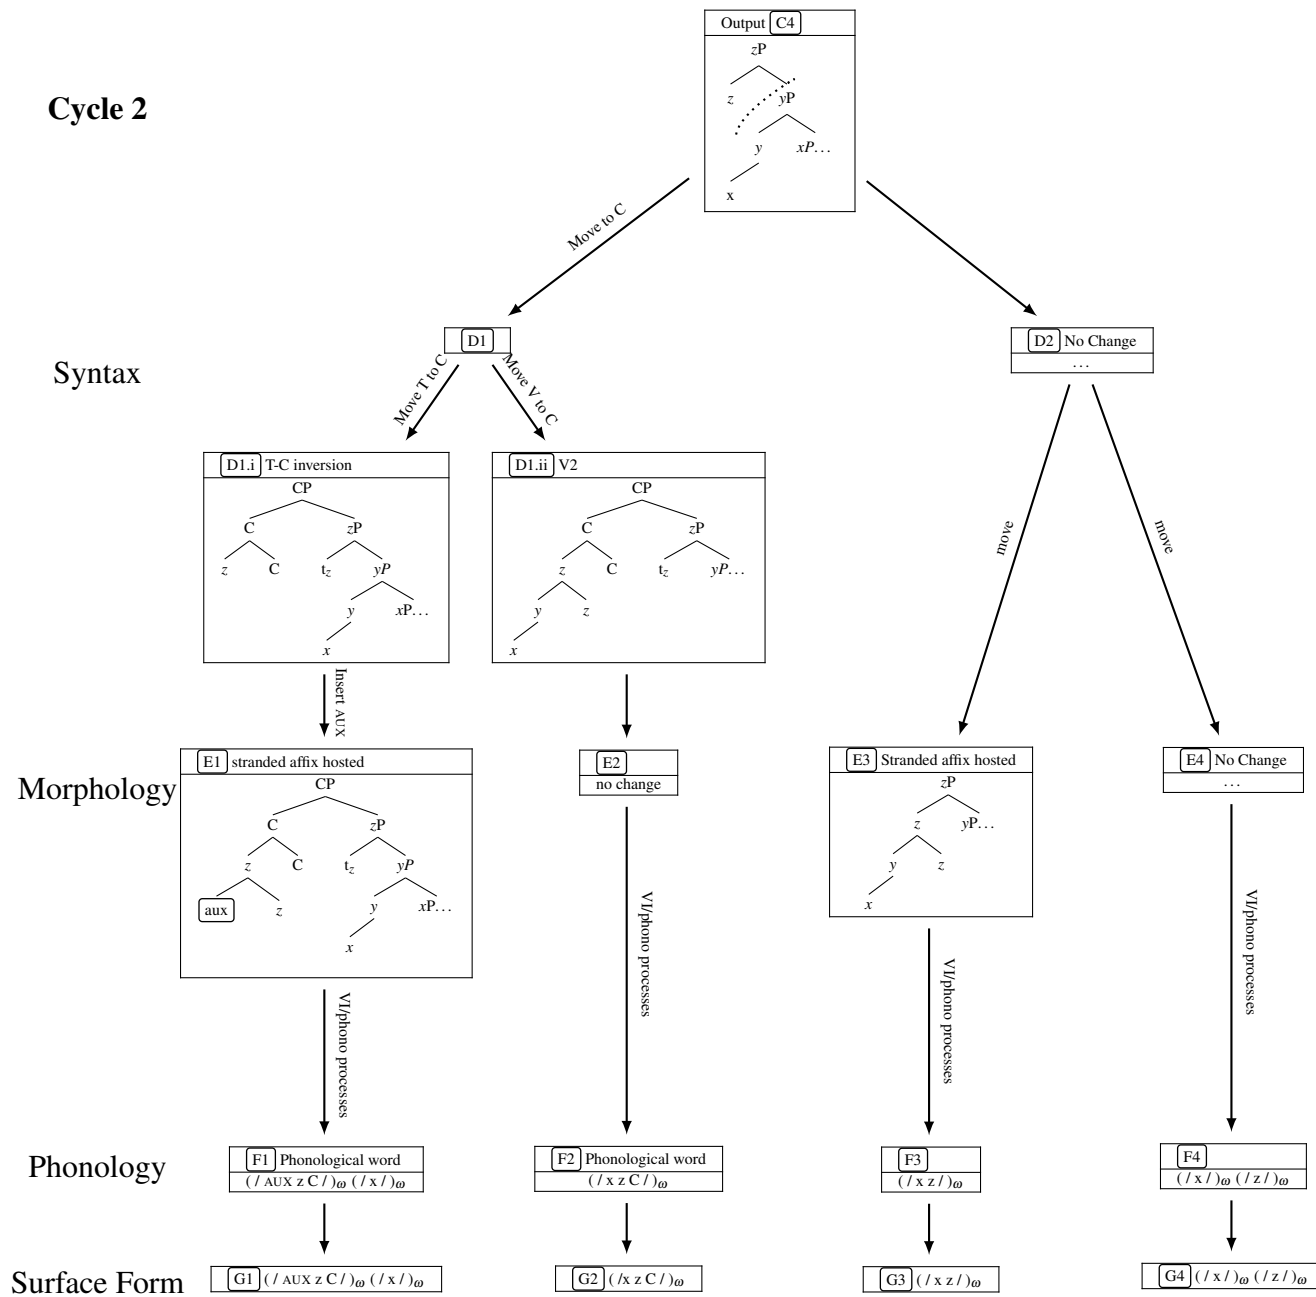 Output C4
zP
z yP
y xP...
x
Cycle 2
Move to C
D1
D2 No Change
...
Syntax
Move T to C
Move V to C
D1.i T-C inversion
CP
C zP
z C t_z yP
y xP...
x
D1.ii V2
CP
C zP
z C t_z yP...
y z
x
move
move
Insert AUX
Morphology
E1 stranded affix hosted
CP
C zP
z C t_z yP
aux z y xP...
x
E2
no change
E3 Stranded affix hosted
zP
z yP...
y z
x
E4 No Change
...
VI/phono processes
VI/phono processes
VI/phono processes
VI/phono processes
Phonology
F1 Phonological word
( / AUX z C / )ω ( / x / )ω
F2 Phonological word
( / x z C / )ω
F3
( / x z / )ω
F4
( / x / )ω ( / z / )ω
Surface Form
G1 ( / AUX z C / )ω ( / x / )ω
G2 ( /x z C / )ω
G3 ( / x z/ )ω
G4 ( / x / )ω ( / z / )ω